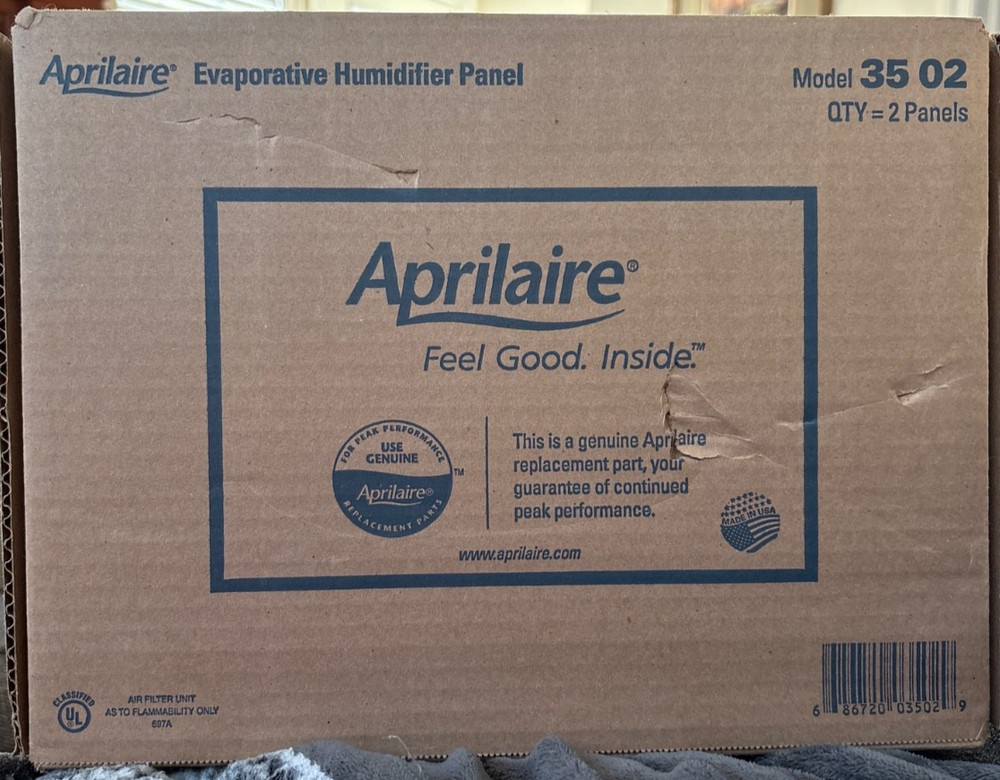 Aprilaire® Evaporative Humidifier Panel
Model 35 02
QTY = 2 Panels
Aprilaire®
Feel Good. Inside.™
FOR PEAK PERFORMANCE
USE
GENUINE
Aprilaire®
REPLACEMENT PARTS
™
This is a genuine Aprilaire
replacement part, your
guarantee of continued
peak performance.
MADE IN USA
www.aprilaire.com
CLASSIFIED
UL®
AIR FILTER UNIT
AS TO FLAMMABILITY ONLY
697A
6 86720 03502 9